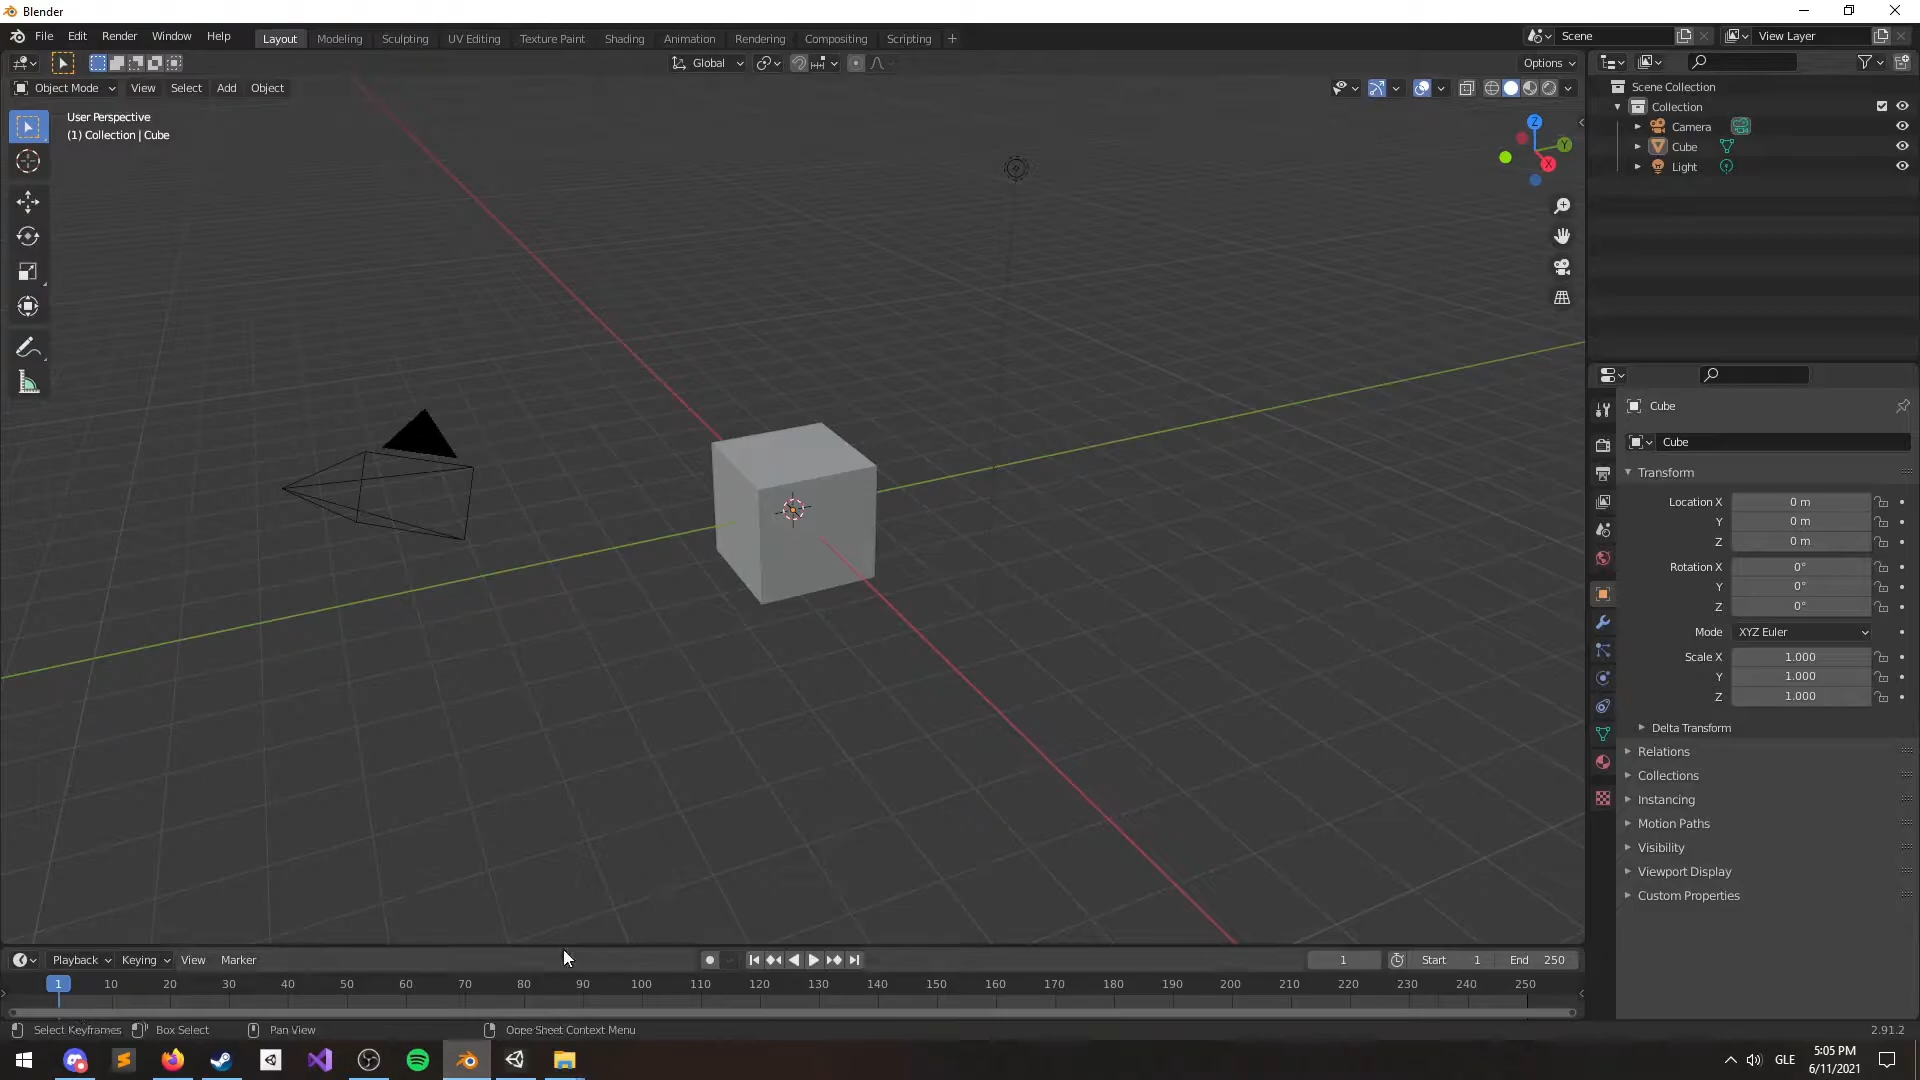 Blender
File Edit Render Window Help
Layout Modeling Sculpting UV Editing Texture Paint Shading Animation Rendering Compositing Scripting +
Scene
View Layer
Global
Options
Object Mode View Select Add Object
User Perspective
(1) Collection | Cube
Z
Y
X
Scene Collection
Collection
Camera
Cube
Light
Cube
Cube
Transform
Location X 0 m
Y 0 m
Z 0 m
Rotation X 0°
Y 0°
Z 0°
Mode XYZ Euler
Scale X 1.000
Y 1.000
Z 1.000
Delta Transform
Relations
Collections
Instancing
Motion Paths
Visibility
Viewport Display
Custom Properties
Playback Keying View Marker
1 Start 1 End 250
1 10 20 30 40 50 60 70 80 90 100 110 120 130 140 150 160 170 180 190 200 210 220 230 240 250
Select Keyframes Box Select Pan View Dope Sheet Context Menu
2.91.2
GLE
5:05 PM
6/11/2021